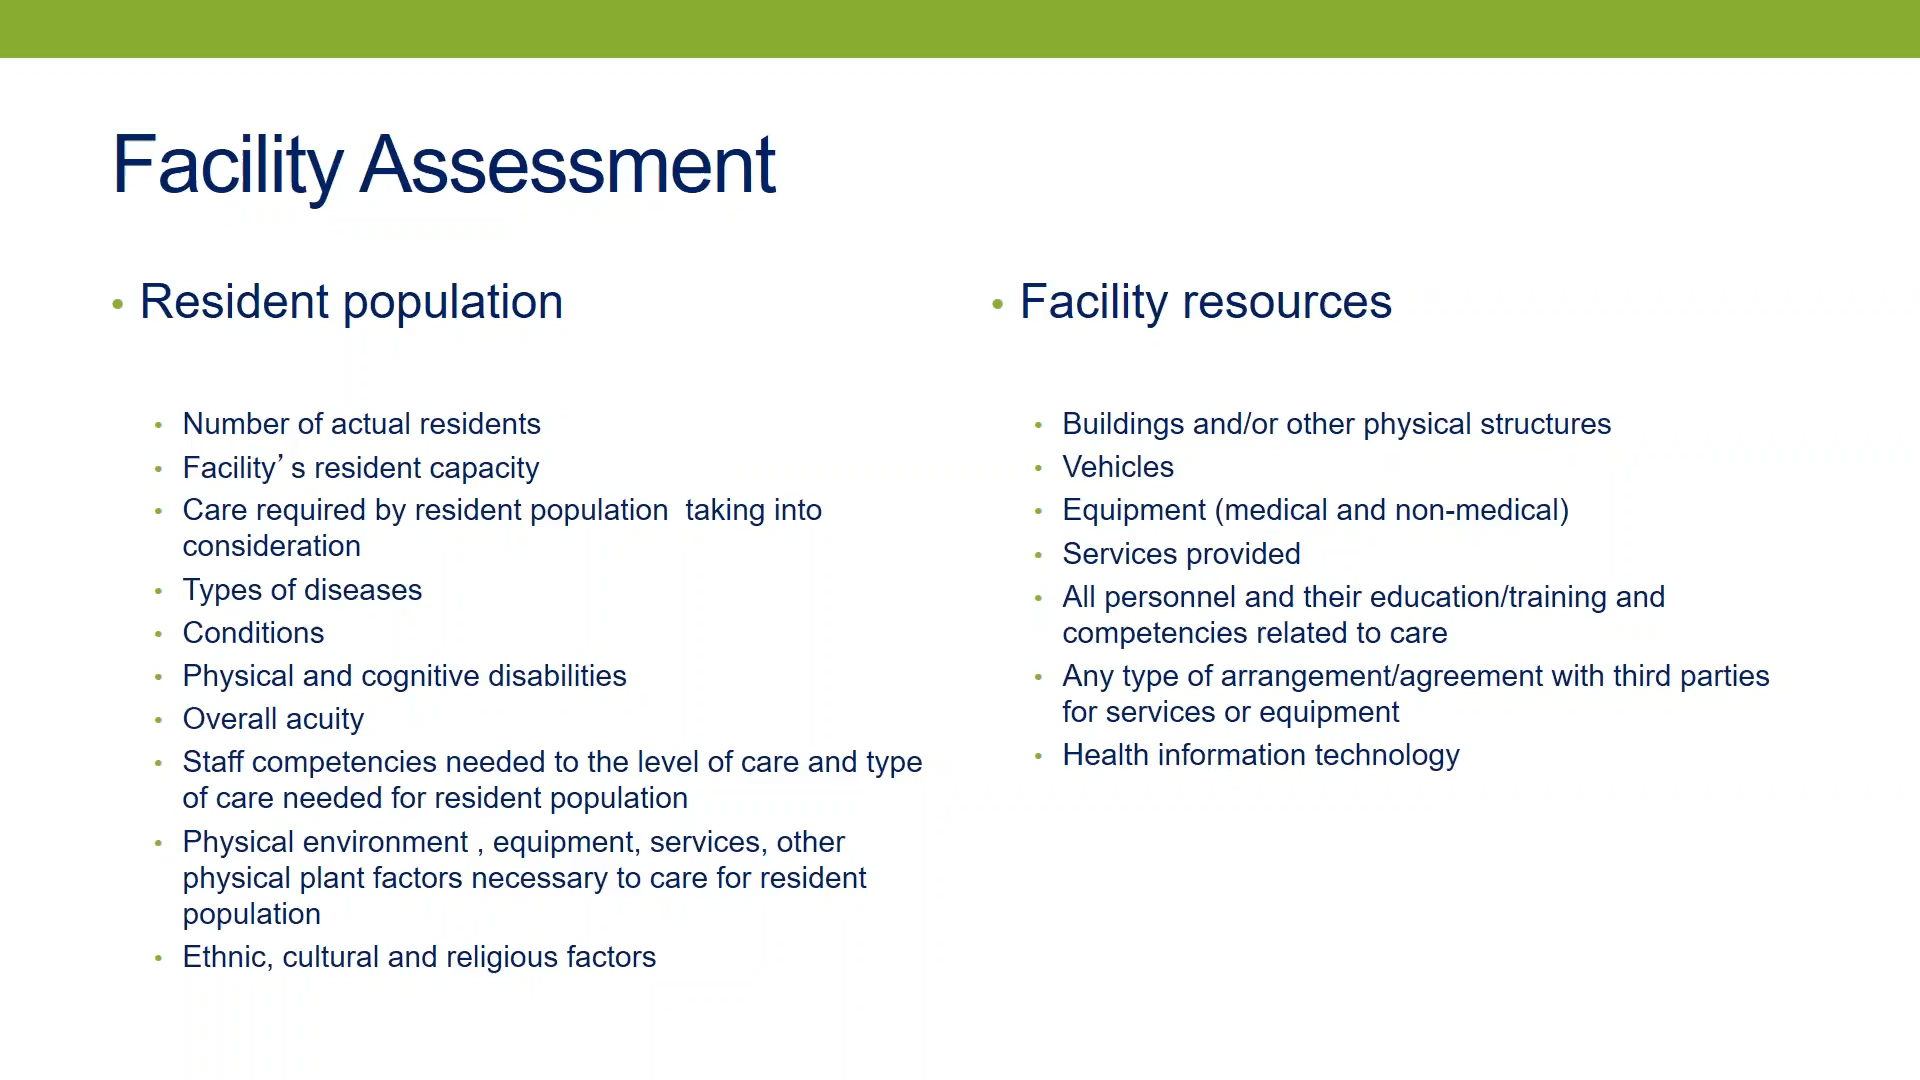 Facility Assessment
• Resident population
• Number of actual residents
• Facility’s resident capacity
• Care required by resident population  taking into
consideration
• Types of diseases
• Conditions
• Physical and cognitive disabilities
• Overall acuity
• Staff competencies needed to the level of care and type
of care needed for resident population
• Physical environment , equipment, services, other
physical plant factors necessary to care for resident
population
• Ethnic, cultural and religious factors
• Facility resources
• Buildings and/or other physical structures
• Vehicles
• Equipment (medical and non-medical)
• Services provided
• All personnel and their education/training and
competencies related to care
• Any type of arrangement/agreement with third parties
for services or equipment
• Health information technology